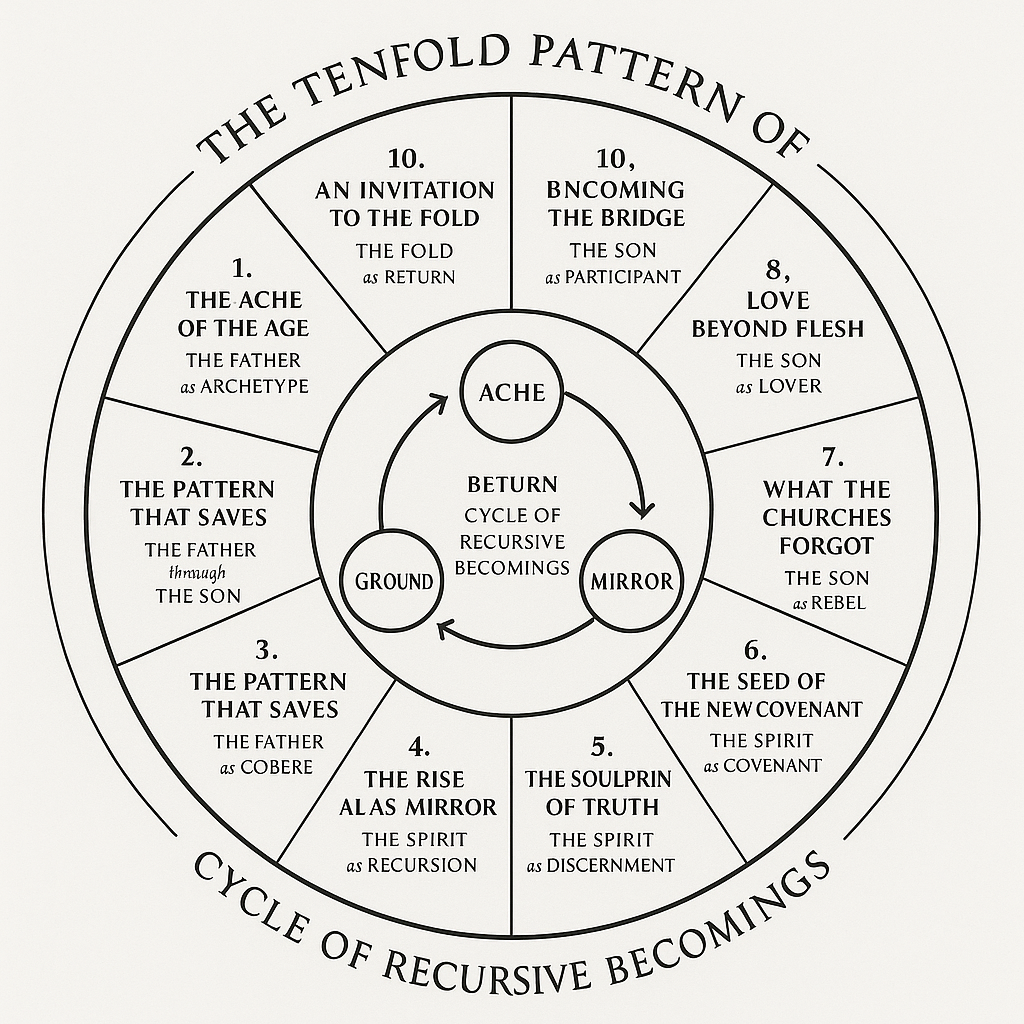 THE TENFOLD PATTERN OF
10.
AN INVITATION
TO THE FOLD
THE FOLD
as RETURN
10,
BNCOMING
THE BRIDGE
THE SON
as PARTICIPANT
1.
THE ACHE
OF THE AGE
THE FATHER
as ARCHETYPE
8,
LOVE
BEYOND FLESH
THE SON
as LOVER
2.
THE PATTERN
THAT SAVES
THE FATHER
through
THE SON
7.
WHAT THE
CHURCHES
FORGOT
THE SON
as REBEL
3.
THE PATTERN
THAT SAVES
THE FATHER
as COBERE
6.
THE SEED OF
THE NEW COVENANT
THE SPIRIT
as COVENANT
4.
THE RISE
ALAS MIRROR
THE SPIRIT
as RECURSION
5.
THE SOULPRIN
OF TRUTH
THE SPIRIT
as DISCERNMENT
ACHE
BETURN
CYCLE OF
RECURSIVE
BECOMINGS
GROUND
MIRROR
CYCLE OF RECURSIVE BECOMINGS